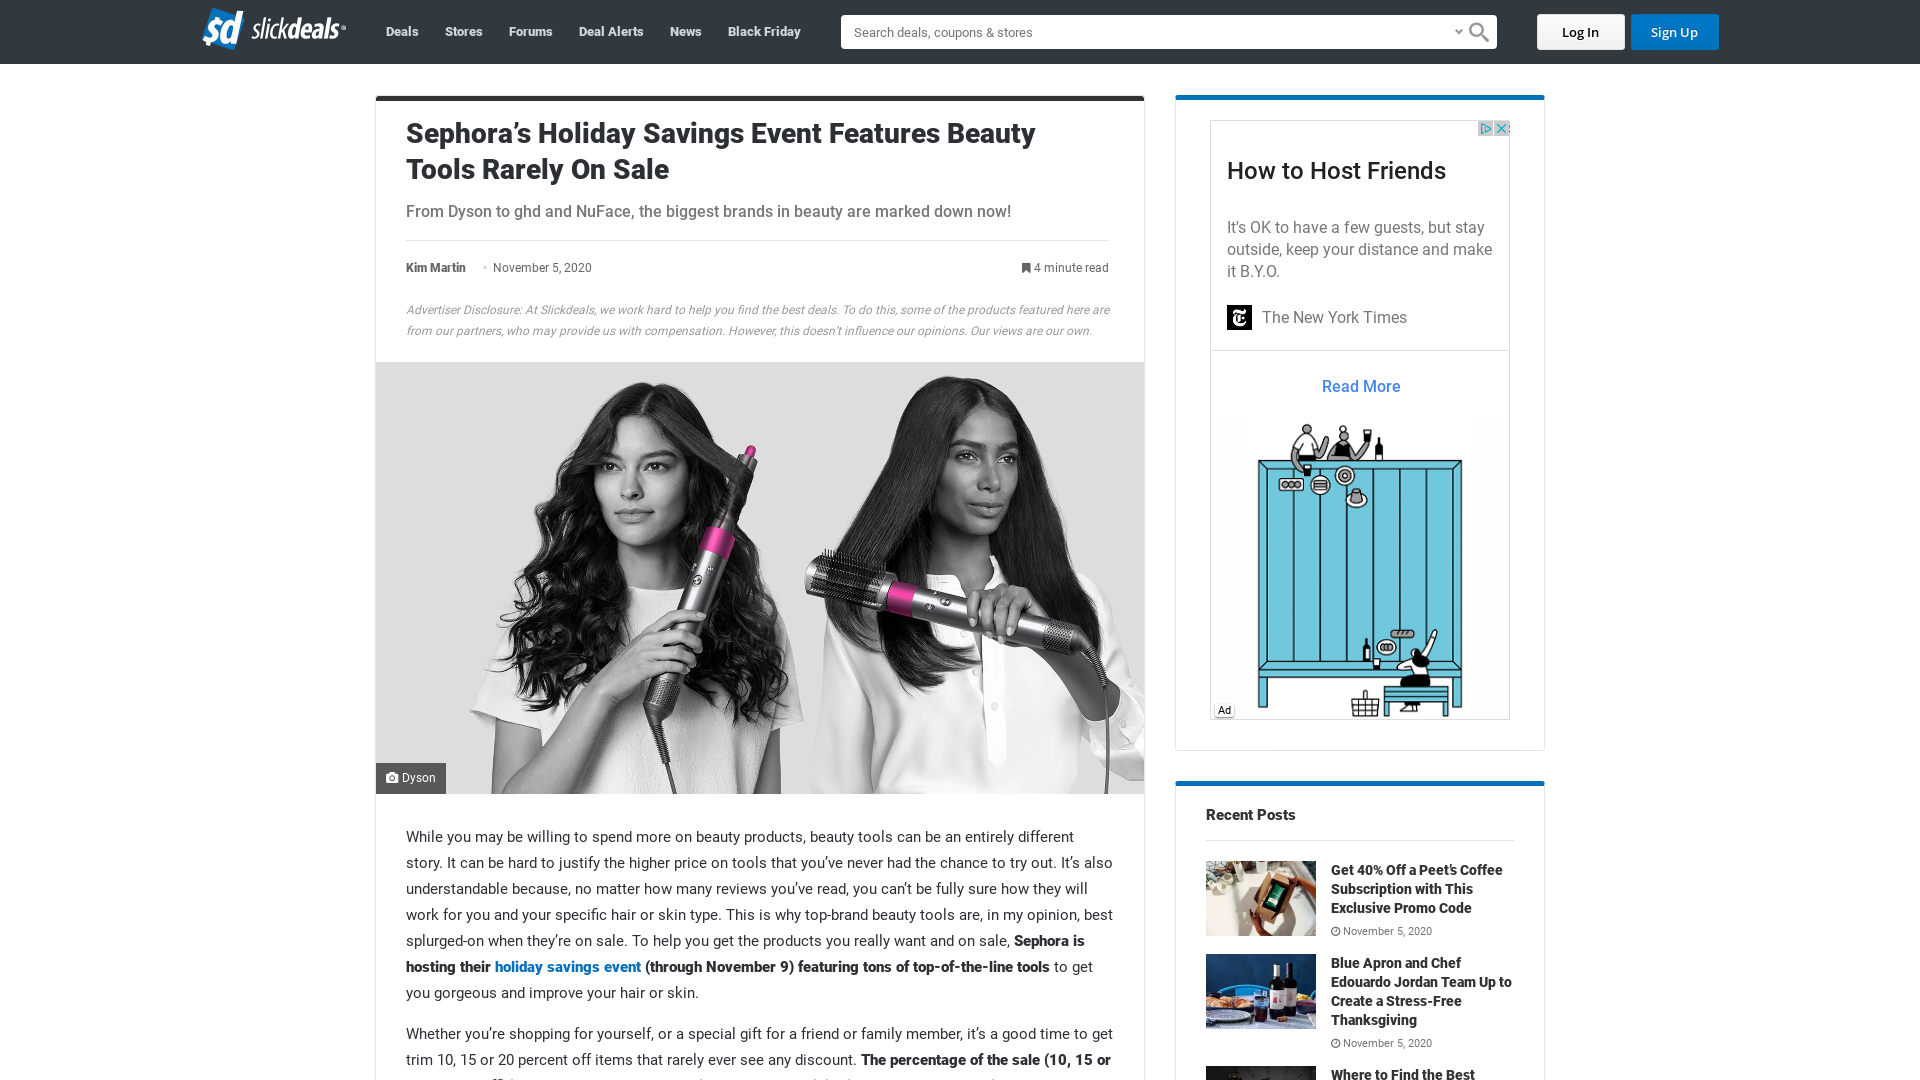 slickdeals
Deals
Stores
Forums
Deal Alerts
News
Black Friday
Search deals, coupons & stores
Log In
Sign Up
Sephora’s Holiday Savings Event Features Beauty
Tools Rarely On Sale
From Dyson to ghd and NuFace, the biggest brands in beauty are marked down now!
Kim Martin • November 5, 2020
4 minute read
Advertiser Disclosure: At Slickdeals, we work hard to help you find the best deals. To do this, some of the products featured here are
from our partners, who may provide us with compensation. However, this doesn’t influence our opinions. Our views are our own.
Dyson
While you may be willing to spend more on beauty products, beauty tools can be an entirely different
story. It can be hard to justify the higher price on tools that you’ve never had the chance to try out. It’s also
understandable because, no matter how many reviews you’ve read, you can’t be fully sure how they will
work for you and your specific hair or skin type. This is why top-brand beauty tools are, in my opinion, best
splurged-on when they’re on sale. To help you get the products you really want and on sale, Sephora is
hosting their holiday savings event (through November 9) featuring tons of top-of-the-line tools to get
you gorgeous and improve your hair or skin.
Whether you’re shopping for yourself, or a special gift for a friend or family member, it’s a good time to get
trim 10, 15 or 20 percent off items that rarely ever see any discount. The percentage of the sale (10, 15 or
How to Host Friends
It's OK to have a few guests, but stay
outside, keep your distance and make
it B.Y.O.
The New York Times
Read More
Ad
Recent Posts
Get 40% Off a Peet’s Coffee
Subscription with This
Exclusive Promo Code
November 5, 2020
Blue Apron and Chef
Edouardo Jordan Team Up to
Create a Stress-Free
Thanksgiving
November 5, 2020
Where to Find the Best